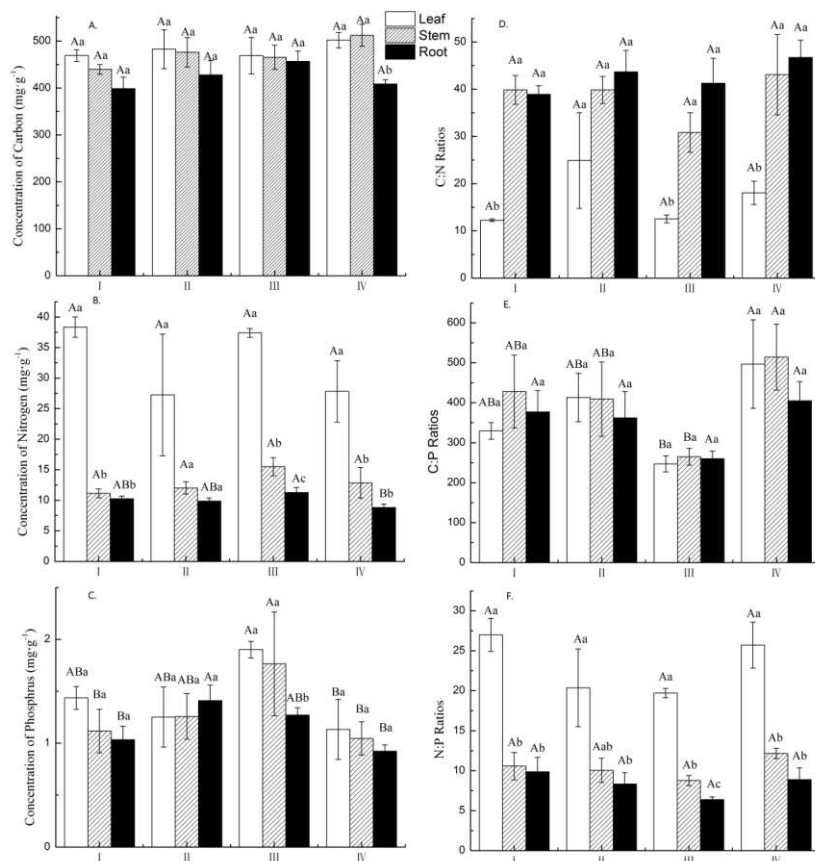 A.
Leaf
Stem
Root
Concentration of Carbon (mg·g⁻¹)
500
400
300
200
100
0
Aa Aa Aa Aa Aa Aa Aa Aa Aa Aa Aa Ab
I II III IV
B.
Concentration of Nitrogen (mg·g⁻¹)
40
35
30
25
20
15
10
5
0
Aa Ab ABb Aa Aa ABa Aa Ab Ac Aa Ab Bb
I II III IV
C.
Concentration of Phosphrus (mg·g⁻¹)
2
1
0
ABa Ba Ba ABa ABa Aa Aa Aa ABb Ba Ba Ba
I II III IV
D.
C:N Ratios
50
40
30
20
10
0
Ab Aa Aa Ab Aa Aa Ab Aa Aa Ab Aa Aa
I II III IV
E.
C:P Ratios
600
500
400
300
200
100
0
ABa ABa Aa ABa ABa Aa Ba Ba Aa Aa Aa Aa
I II III IV
F.
N:P Ratios
25
20
15
10
5
0
Aa Ab Ab Aa Aab Ab Aa Ab Ac Aa Ab Ab
I II III IV